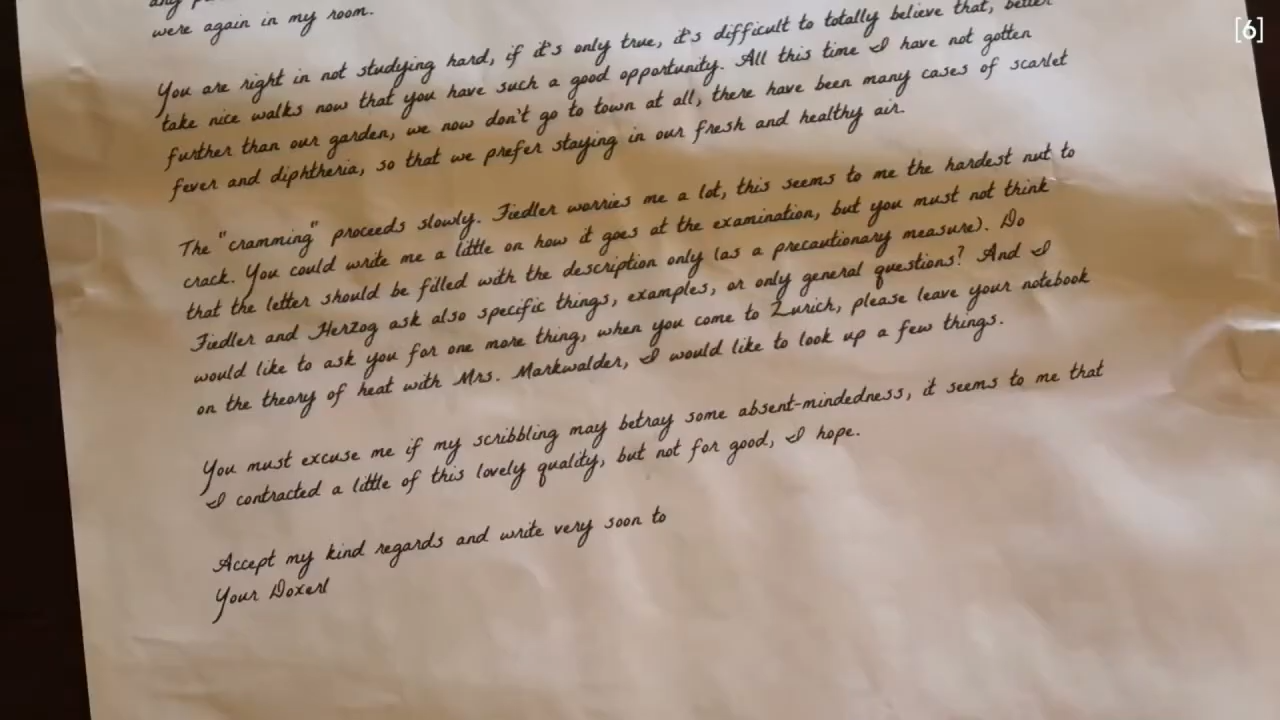 [6]
any
were again in my room.
You are right in not studying hard, if it's only true, it's difficult to totally believe that, better
take nice walks now that you have such a good opportunity. All this time I have not gotten
further than our garden, we now don't go to town at all, there have been many cases of scarlet
fever and diphtheria, so that we prefer staying in our fresh and healthy air.
The "cramming" proceeds slowly. Fiedler worries me a lot, this seems to me the hardest nut to
crack. You could write me a little on how it goes at the examination, but you must not think
that the letter should be filled with the description only (as a precautionary measure). Do
Fiedler and Herzog ask also specific things, examples, or only general questions? And I
would like to ask you for one more thing, when you come to Zurich, please leave your notebook
on the theory of heat with Mrs. Markwalder, I would like to look up a few things.
You must excuse me if my scribbling may betray some absent-mindedness, it seems to me that
I contracted a little of this lovely quality, but not for good, I hope.
Accept my kind regards and write very soon to
Your Doxerl